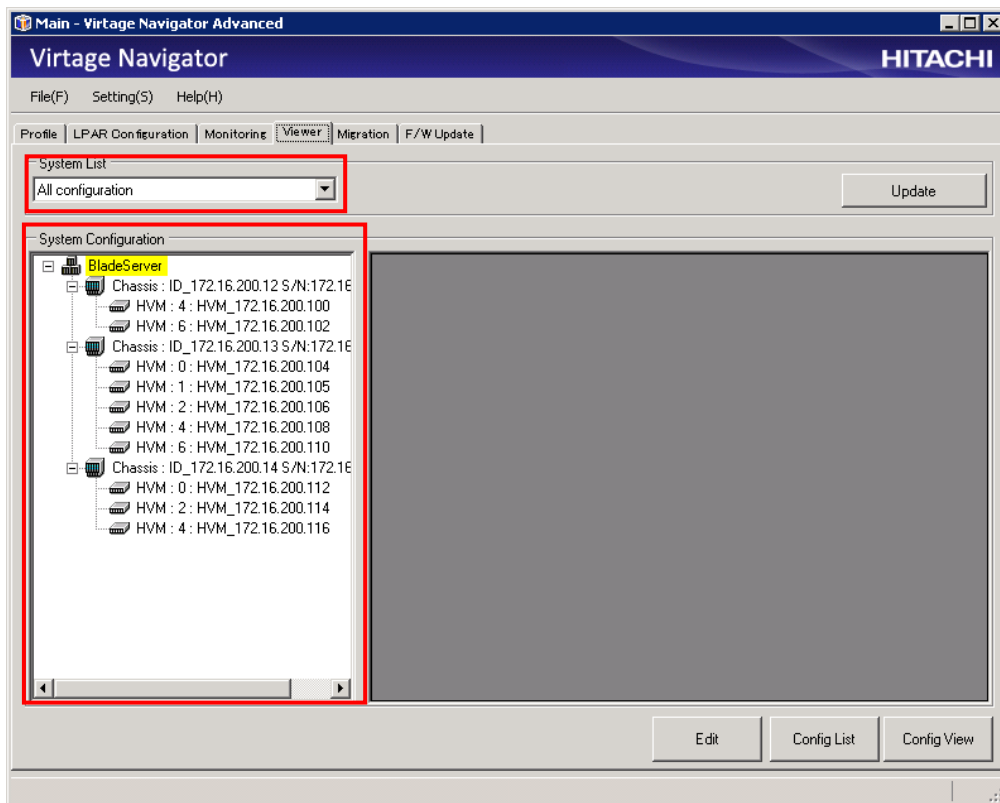 Main - Virtage Navigator Advanced
Virtage Navigator
HITACHI
File(F) Setting(S) Help(H)
Profile LPAR Configuration Monitoring Viewer Migration F/W Update
System List
All configuration
Update
System Configuration
BladeServer
Chassis : ID_172.16.200.12 S/N:172.16
HVM : 4 : HVM_172.16.200.100
HVM : 6 : HVM_172.16.200.102
Chassis : ID_172.16.200.13 S/N:172.16
HVM : 0 : HVM_172.16.200.104
HVM : 1 : HVM_172.16.200.105
HVM : 2 : HVM_172.16.200.106
HVM : 4 : HVM_172.16.200.108
HVM : 6 : HVM_172.16.200.110
Chassis : ID_172.16.200.14 S/N:172.16
HVM : 0 : HVM_172.16.200.112
HVM : 2 : HVM_172.16.200.114
HVM : 4 : HVM_172.16.200.116
Edit Config List Config View